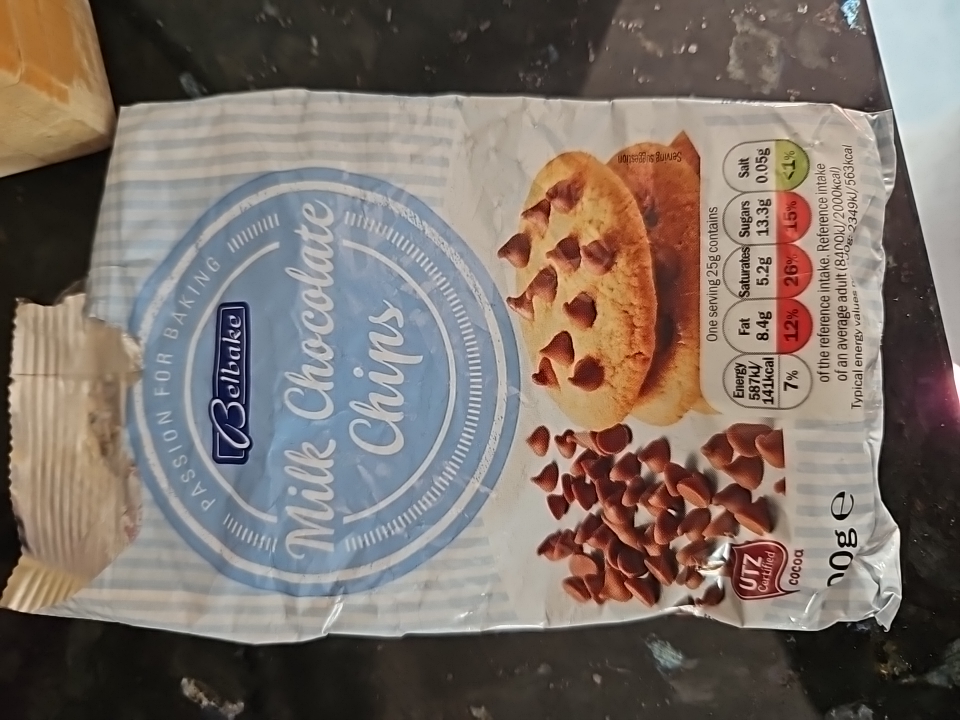 PASSION FOR BAKING
Belbake
Milk Chocolate
Chips
Serving suggestion
One serving 25g contains
Energy
587kJ/
141kcal
7%
Fat
8.4g
12%
Saturates
5.2g
26%
Sugars
13.3g
15%
Salt
0.05g
<1%
of the reference intake. Reference intake
of an average adult (8400kJ/2000kcal)
Typical energy values 2349kJ/563kcal
UTZ
Certified
cocoa
00g e